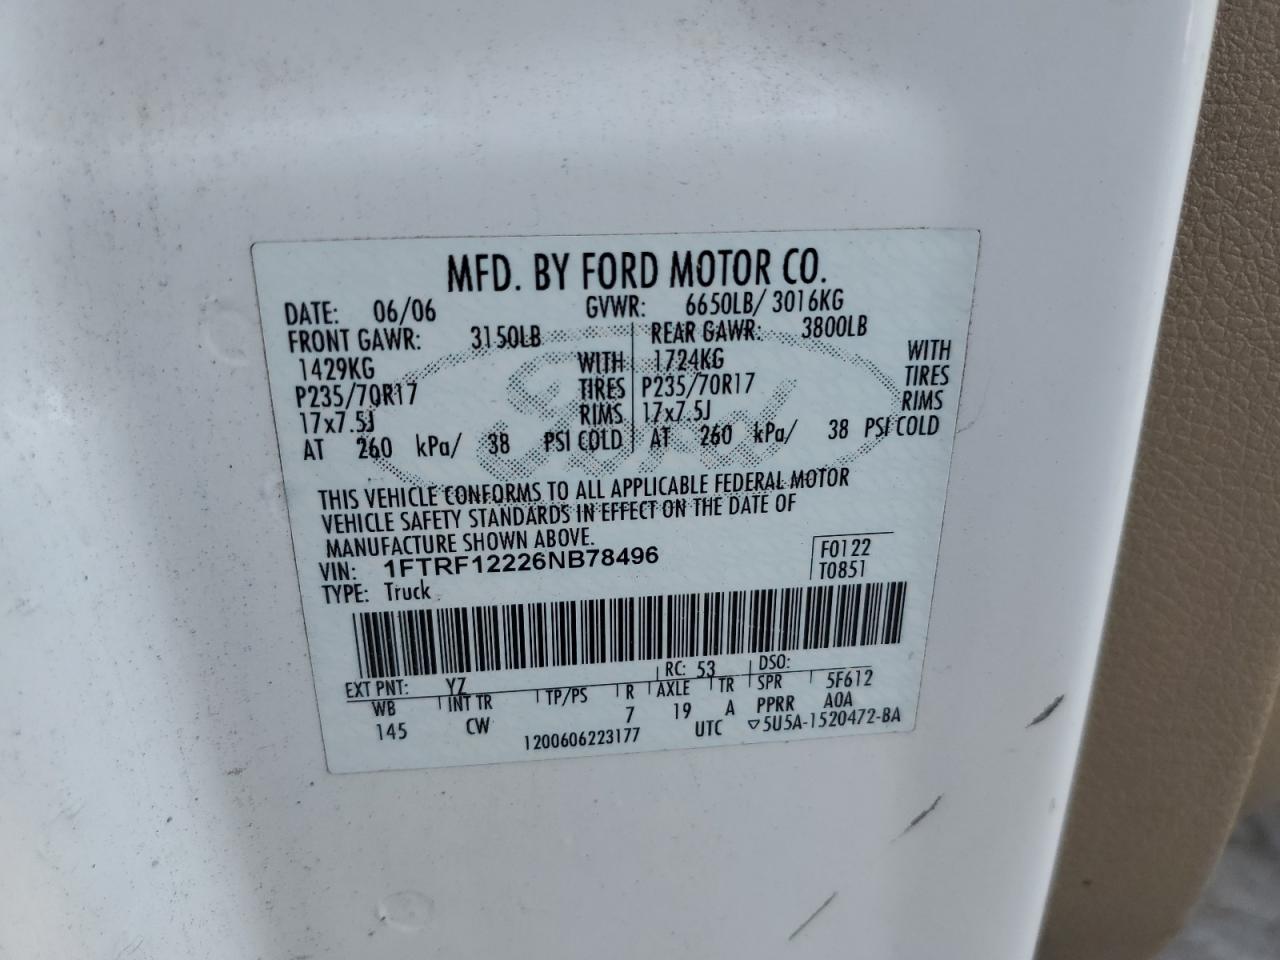 MFD. BY FORD MOTOR CO.
DATE: 06/06 GVWR: 6650LB/ 3016KG
FRONT GAWR: 3150LB REAR GAWR: 3800LB
1429KG WITH 1724KG WITH
P235/70R17 TIRES P235/70R17 TIRES
17x7.5J RIMS 17x7.5J RIMS
AT 260 kPa/ 38 PSI COLD AT 260 kPa/ 38 PSI COLD
Ford
THIS VEHICLE CONFORMS TO ALL APPLICABLE FEDERAL MOTOR
VEHICLE SAFETY STANDARDS IN EFFECT ON THE DATE OF
MANUFACTURE SHOWN ABOVE.
VIN: 1FTRF12226NB78496 F0122
TYPE: Truck T0851
EXT PNT: YZ RC: 53 DSO:
WB INT TR TP/PS R AXLE TR SPR 5F612
145 CW 7 19 A PPRR A0A
1200606223177 UTC ▽5U5A-1520472-BA